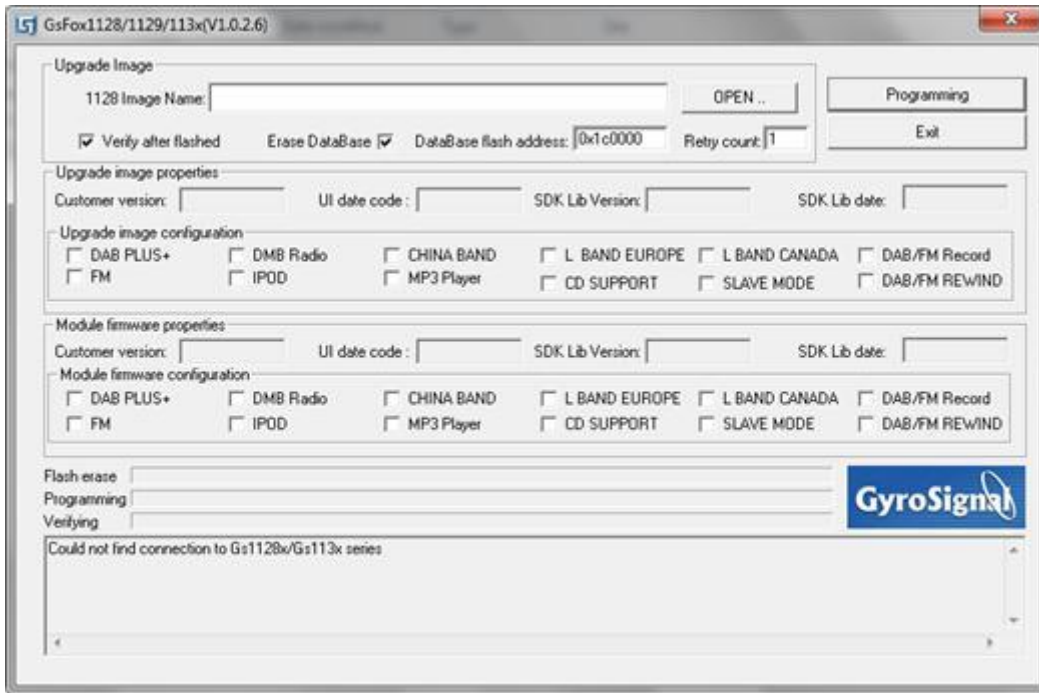 GsFox1128/1129/113x(V1.0.2.6)
Upgrade Image
1128 Image Name:
OPEN ..
Programming
Verify after flashed
Erase DataBase
DataBase flash address: 0x1c0000
Retry count: 1
Exit
Upgrade image properties
Customer version:
UI date code :
SDK Lib Version:
SDK Lib date:
Upgrade image configuration
DAB PLUS+
DMB Radio
CHINA BAND
L BAND EUROPE
L BAND CANADA
DAB/FM Record
FM
IPOD
MP3 Player
CD SUPPORT
SLAVE MODE
DAB/FM REWIND
Module firmware properties
Customer version:
UI date code :
SDK Lib Version:
SDK Lib date:
Module firmware configuration
DAB PLUS+
DMB Radio
CHINA BAND
L BAND EUROPE
L BAND CANADA
DAB/FM Record
FM
IPOD
MP3 Player
CD SUPPORT
SLAVE MODE
DAB/FM REWIND
Flash erase
Programming
Verifying
GyroSignal
Could not find connection to Gs1128x/Gs113x series